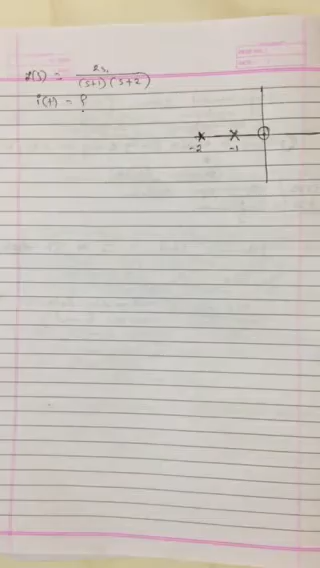 I(s) = 2s / (s+1)(s+2)
i(t) = ?
-2 -1